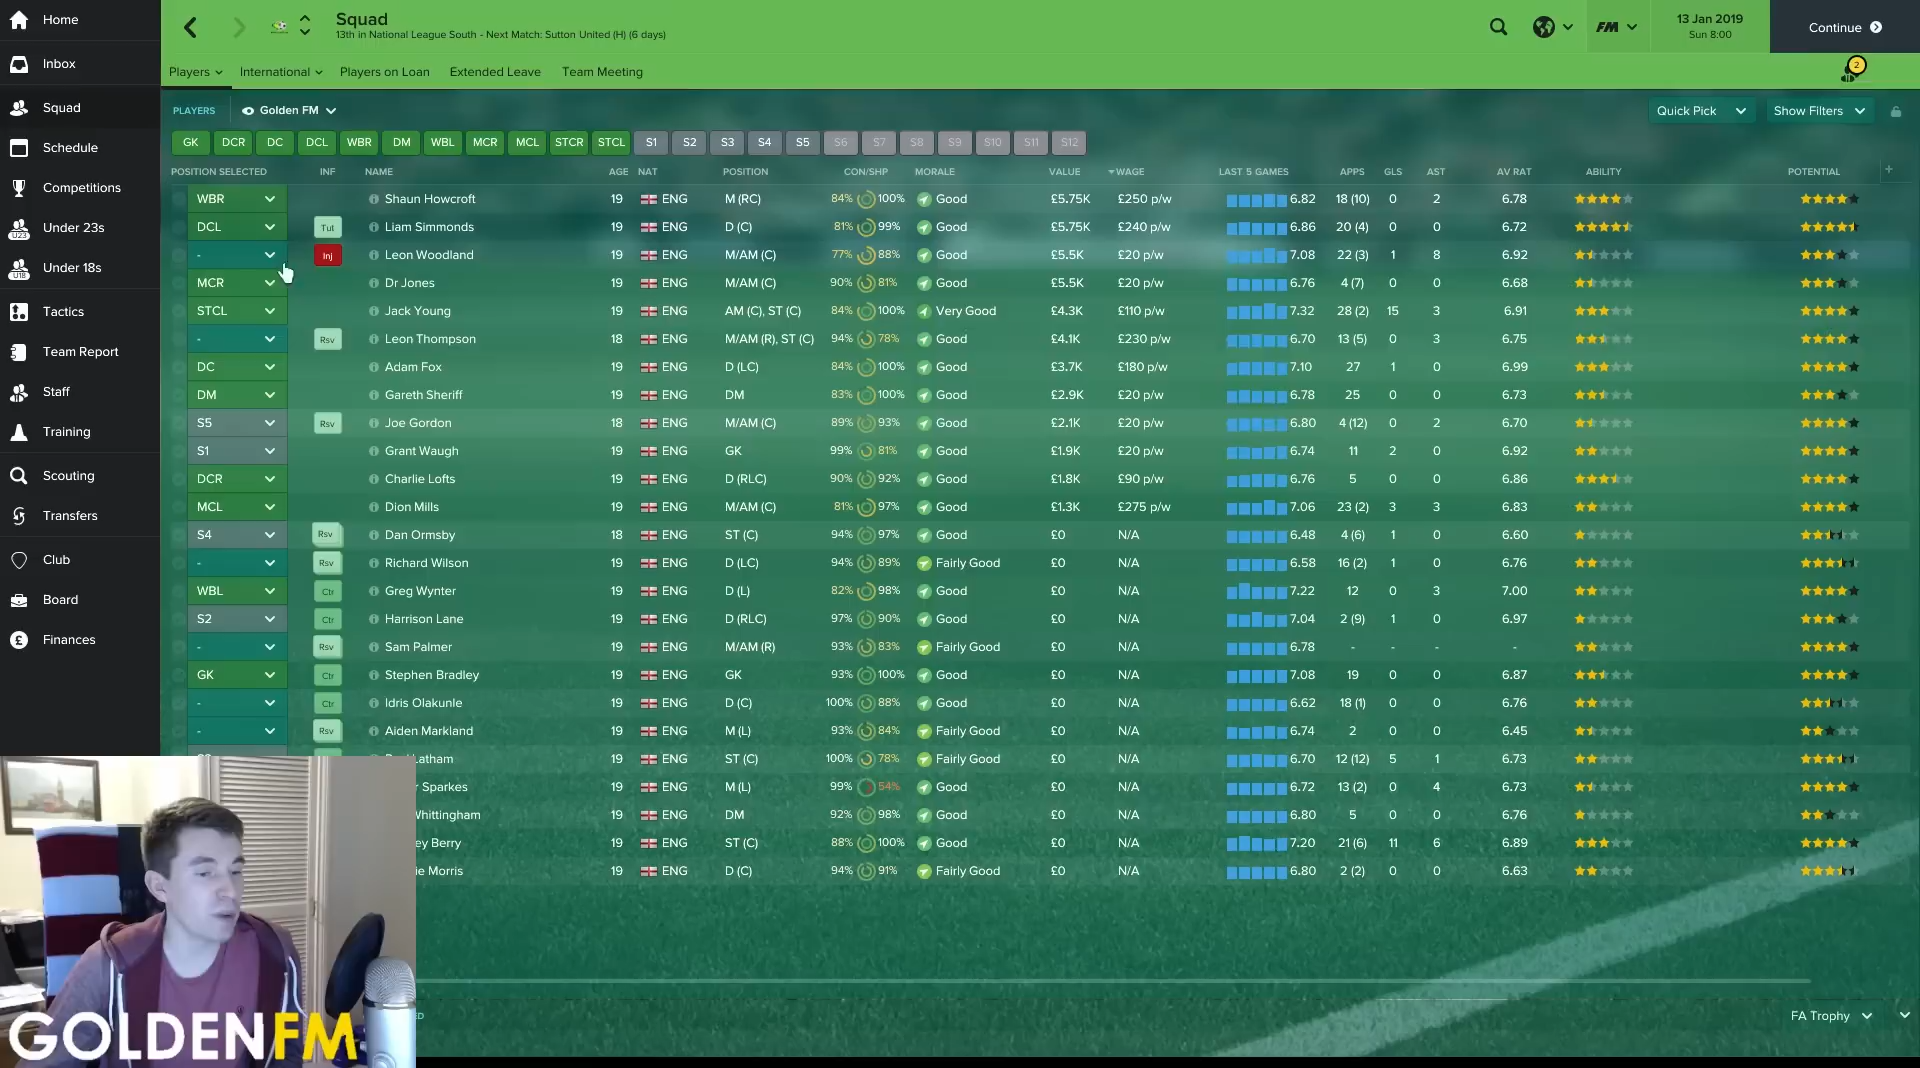 Home
Inbox
Squad
Schedule
Competitions
U23 Under 23s
U18 Under 18s
Tactics
Team Report
Staff
Training
Scouting
Transfers
Club
Board
£ Finances
Squad
13th in National League South - Next Match: Sutton United (H) (6 days)
FM
13 Jan 2019
Sun 8:00
Continue
Players International Players on Loan Extended Leave Team Meeting
2
PLAYERS Golden FM Quick Pick Show Filters
GK DCR DC DCL WBR DM WBL MCR MCL STCR STCL S1 S2 S3 S4 S5 S6 S7 S8 S9 S10 S11 S12
POSITION SELECTED INF NAME AGE NAT POSITION CON/SHP MORALE VALUE WAGE LAST 5 GAMES APPS GLS AST AV RAT ABILITY POTENTIAL +
WBR Shaun Howcroft 19 ENG M (RC) 84% 100% Good £5.75K £250 p/w 6.82 18 (10) 0 2 6.78
DCL Tut Liam Simmonds 19 ENG D (C) 81% 99% Good £5.75K £240 p/w 6.86 20 (4) 0 0 6.72
- Inj Leon Woodland 19 ENG M/AM (C) 77% 88% Good £5.5K £20 p/w 7.08 22 (3) 1 8 6.92
MCR Dr Jones 19 ENG M/AM (C) 90% 81% Good £5.5K £20 p/w 6.76 4 (7) 0 0 6.68
STCL Jack Young 19 ENG AM (C), ST (C) 84% 100% Very Good £4.3K £110 p/w 7.32 28 (2) 15 3 6.91
- Rsv Leon Thompson 18 ENG M/AM (R), ST (C) 94% 78% Good £4.1K £230 p/w 6.70 13 (5) 0 3 6.75
DC Adam Fox 19 ENG D (LC) 84% 100% Good £3.7K £180 p/w 7.10 27 1 0 6.99
DM Gareth Sheriff 19 ENG DM 83% 100% Good £2.9K £20 p/w 6.78 25 0 0 6.73
S5 Rsv Joe Gordon 18 ENG M/AM (C) 89% 93% Good £2.1K £20 p/w 6.80 4 (12) 0 2 6.70
S1 Grant Waugh 19 ENG GK 99% 81% Good £1.9K £20 p/w 6.74 11 2 0 6.92
DCR Charlie Lofts 19 ENG D (RLC) 90% 92% Good £1.8K £90 p/w 6.76 5 0 0 6.86
MCL Dion Mills 19 ENG M/AM (C) 81% 97% Good £1.3K £275 p/w 7.06 23 (2) 3 3 6.83
S4 Rsv Dan Ormsby 18 ENG ST (C) 94% 97% Good £0 N/A 6.48 4 (6) 1 0 6.60
- Rsv Richard Wilson 19 ENG D (LC) 94% 89% Fairly Good £0 N/A 6.58 16 (2) 1 0 6.76
WBL Ctr Greg Wynter 19 ENG D (L) 82% 98% Good £0 N/A 7.22 12 0 3 7.00
S2 Ctr Harrison Lane 19 ENG D (RLC) 97% 90% Good £0 N/A 7.04 2 (9) 1 0 6.97
- Rsv Sam Palmer 19 ENG M/AM (R) 93% 83% Fairly Good £0 N/A 6.78 - - - -
GK Ctr Stephen Bradley 19 ENG GK 93% 100% Good £0 N/A 7.08 19 0 0 6.87
- Ctr Idris Olakunle 19 ENG D (C) 100% 88% Good £0 N/A 6.62 18 (1) 0 0 6.76
- Rsv Aiden Markland 19 ENG M (L) 93% 84% Fairly Good £0 N/A 6.74 2 0 0 6.45
Latham 19 ENG ST (C) 100% 78% Fairly Good £0 N/A 6.70 12 (12) 5 1 6.73
r Sparkes 19 ENG M (L) 99% 54% Good £0 N/A 6.72 13 (2) 0 4 6.73
Whittingham 19 ENG DM 92% 98% Good £0 N/A 6.80 5 0 0 6.76
ey Berry 19 ENG ST (C) 88% 100% Good £0 N/A 7.20 21 (6) 11 6 6.89
ie Morris 19 ENG D (C) 94% 91% Fairly Good £0 N/A 6.80 2 (2) 0 0 6.63
ED FA Trophy
GOLDENFM